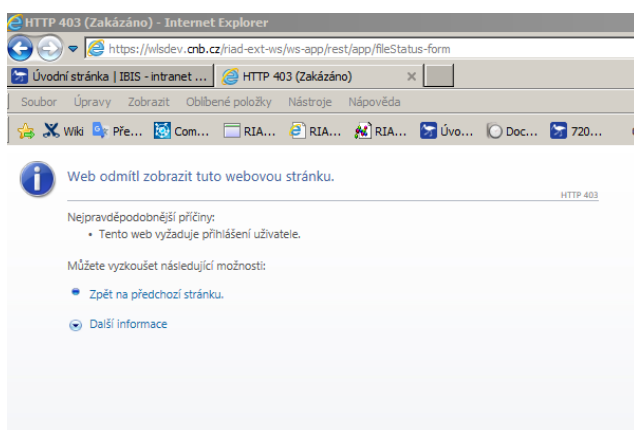 HTTP 403 (Zakázáno) - Internet Explorer
https://wlsdev.cnb.cz/riad-ext-ws/ws-app/rest/app/fileStatus-form
Úvodní stránka | IBIS - intranet ... HTTP 403 (Zakázáno) ×
Soubor Úpravy Zobrazit Oblíbené položky Nástroje Nápověda
Wiki Pře... Com... RIA... RIA... RIA... Úvo... Doc... 720...
Web odmítl zobrazit tuto webovou stránku.
HTTP 403
Nejpravděpodobnější příčiny:
• Tento web vyžaduje přihlášení uživatele.
Můžete vyzkoušet následující možnosti:
Zpět na předchozí stránku.
Další informace